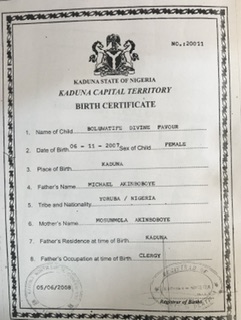 NO.:20011
KADUNA STATE OF NIGERIA
KADUNA CAPITAL TERRITORY
BIRTH CERTIFICATE
1. Name of Child BOLUWATIFE DIVINE FAVOUR
2. Date of Birth 06 - 11 - 2007 Sex of Child FEMALE
3. Place of Birth KADUNA
4. Father's Name MICHAEL AKINBOBOYE
5. Tribe and Nationality YORUBA / NIGERIA
6. Mother's Name MOSUNMOLA AKINBOBOYE
7. Father's Residence at time of Birth KADUNA
8. Father's Occupation at time of Birth CLERGY
05/06/2008
Registrar of Births